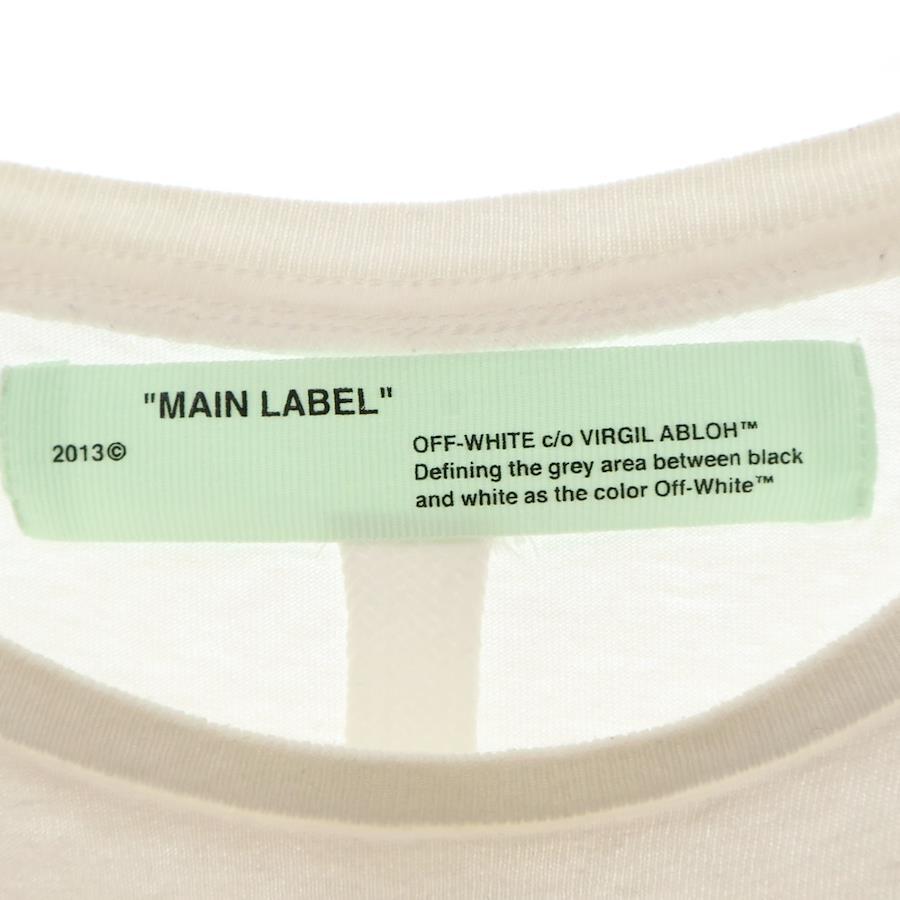 "MAIN LABEL"
2013©
OFF-WHITE c/o VIRGIL ABLOH™
Defining the grey area between black
and white as the color Off-White™